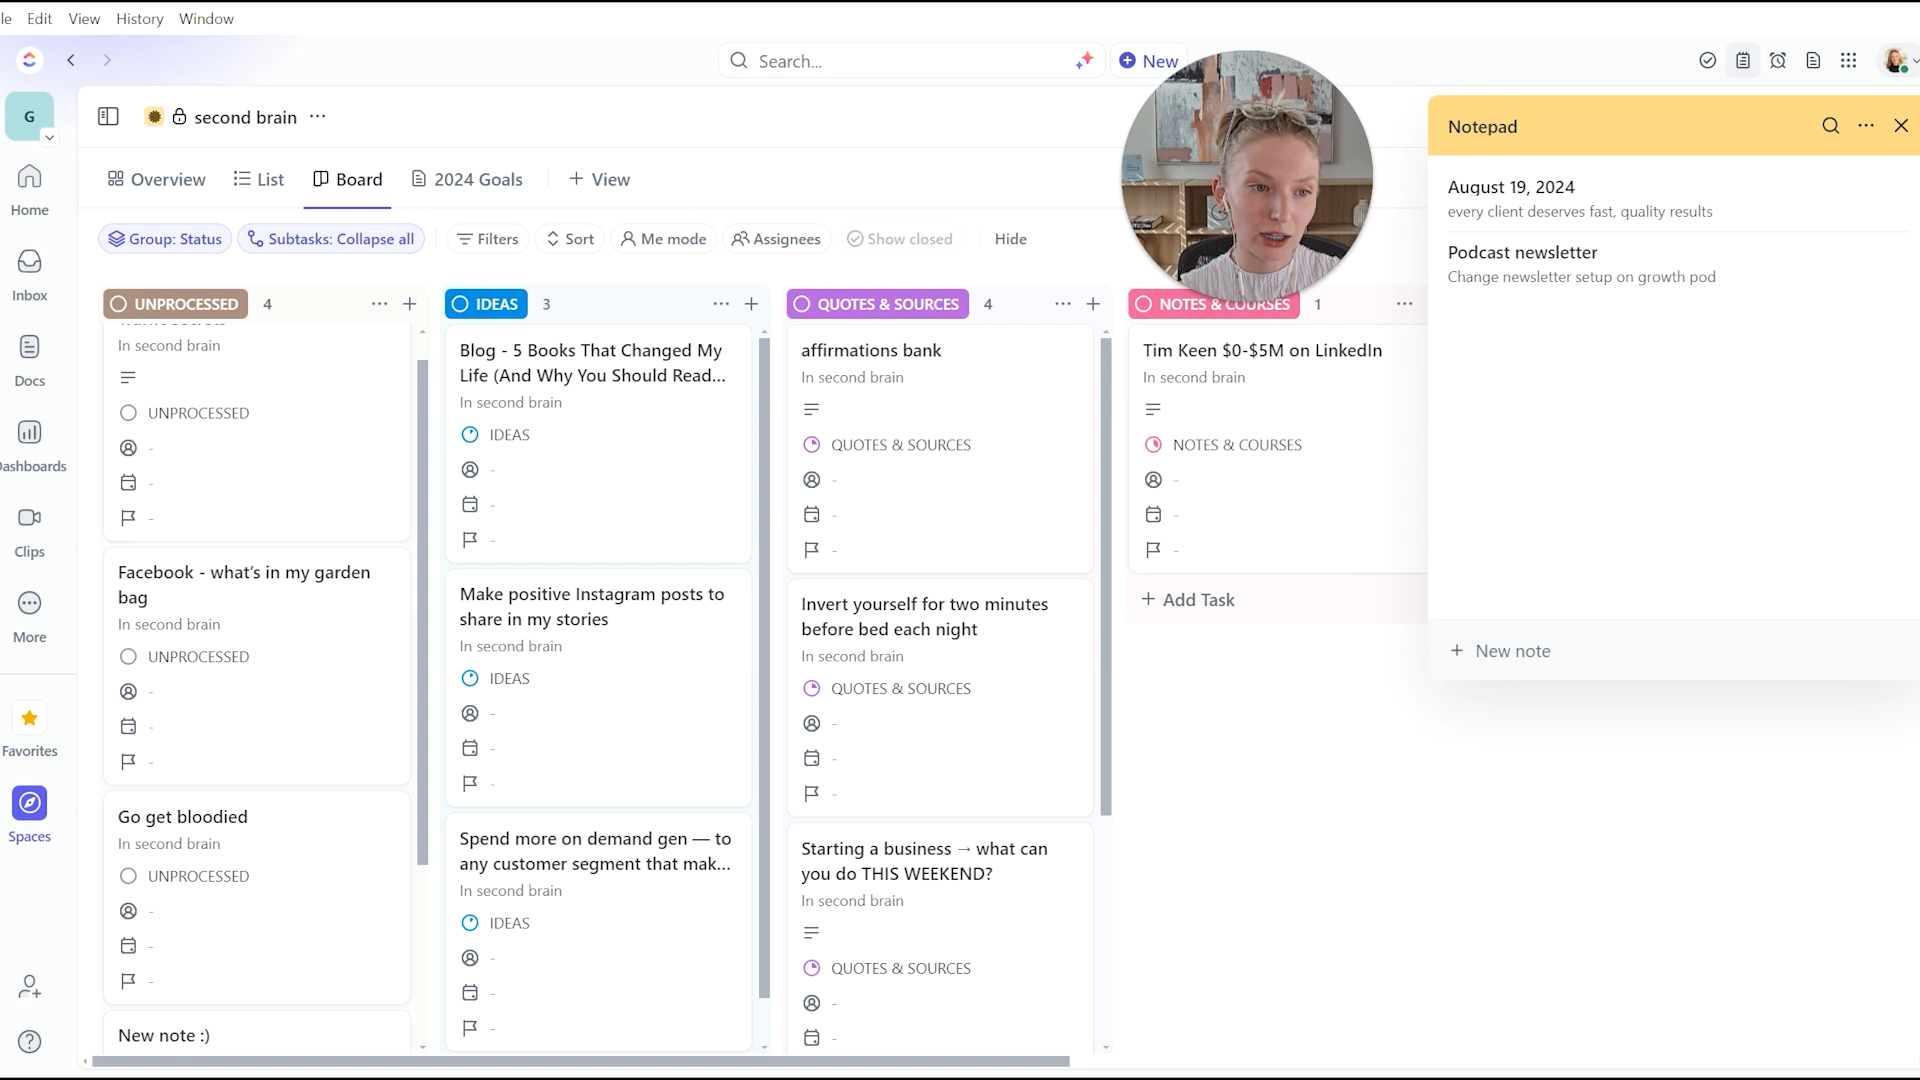 Edit View History Window
Search...
New
G
second brain
Notepad
Overview
List
Board
2024 Goals
View
August 19, 2024
every client deserves fast, quality results
Podcast newsletter
Change newsletter setup on growth pod
New note
Group: Status
Subtasks: Collapse all
Filters
Sort
Me mode
Assignees
Show closed
Hide
Home
Inbox
Docs
Dashboards
Clips
More
Favorites
Spaces
UNPROCESSED 4
In second brain
UNPROCESSED
-
-
-
Facebook - what's in my garden
bag
In second brain
UNPROCESSED
-
-
-
Go get bloodied
In second brain
UNPROCESSED
-
-
-
New note :)
IDEAS 3
Blog - 5 Books That Changed My
Life (And Why You Should Read...
In second brain
IDEAS
-
-
-
Make positive Instagram posts to
share in my stories
In second brain
IDEAS
-
-
-
Spend more on demand gen — to
any customer segment that mak...
In second brain
IDEAS
-
-
-
QUOTES & SOURCES 4
affirmations bank
In second brain
QUOTES & SOURCES
-
-
-
Invert yourself for two minutes
before bed each night
In second brain
QUOTES & SOURCES
-
-
-
Starting a business → what can
you do THIS WEEKEND?
In second brain
QUOTES & SOURCES
-
-
NOTES & COURSES 1
Tim Keen $0-$5M on LinkedIn
In second brain
NOTES & COURSES
-
-
-
Add Task